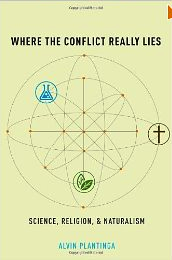 WHERE THE CONFLICT REALLY LIES
SCIENCE, RELIGION, & NATURALISM
ALVIN PLANTINGA